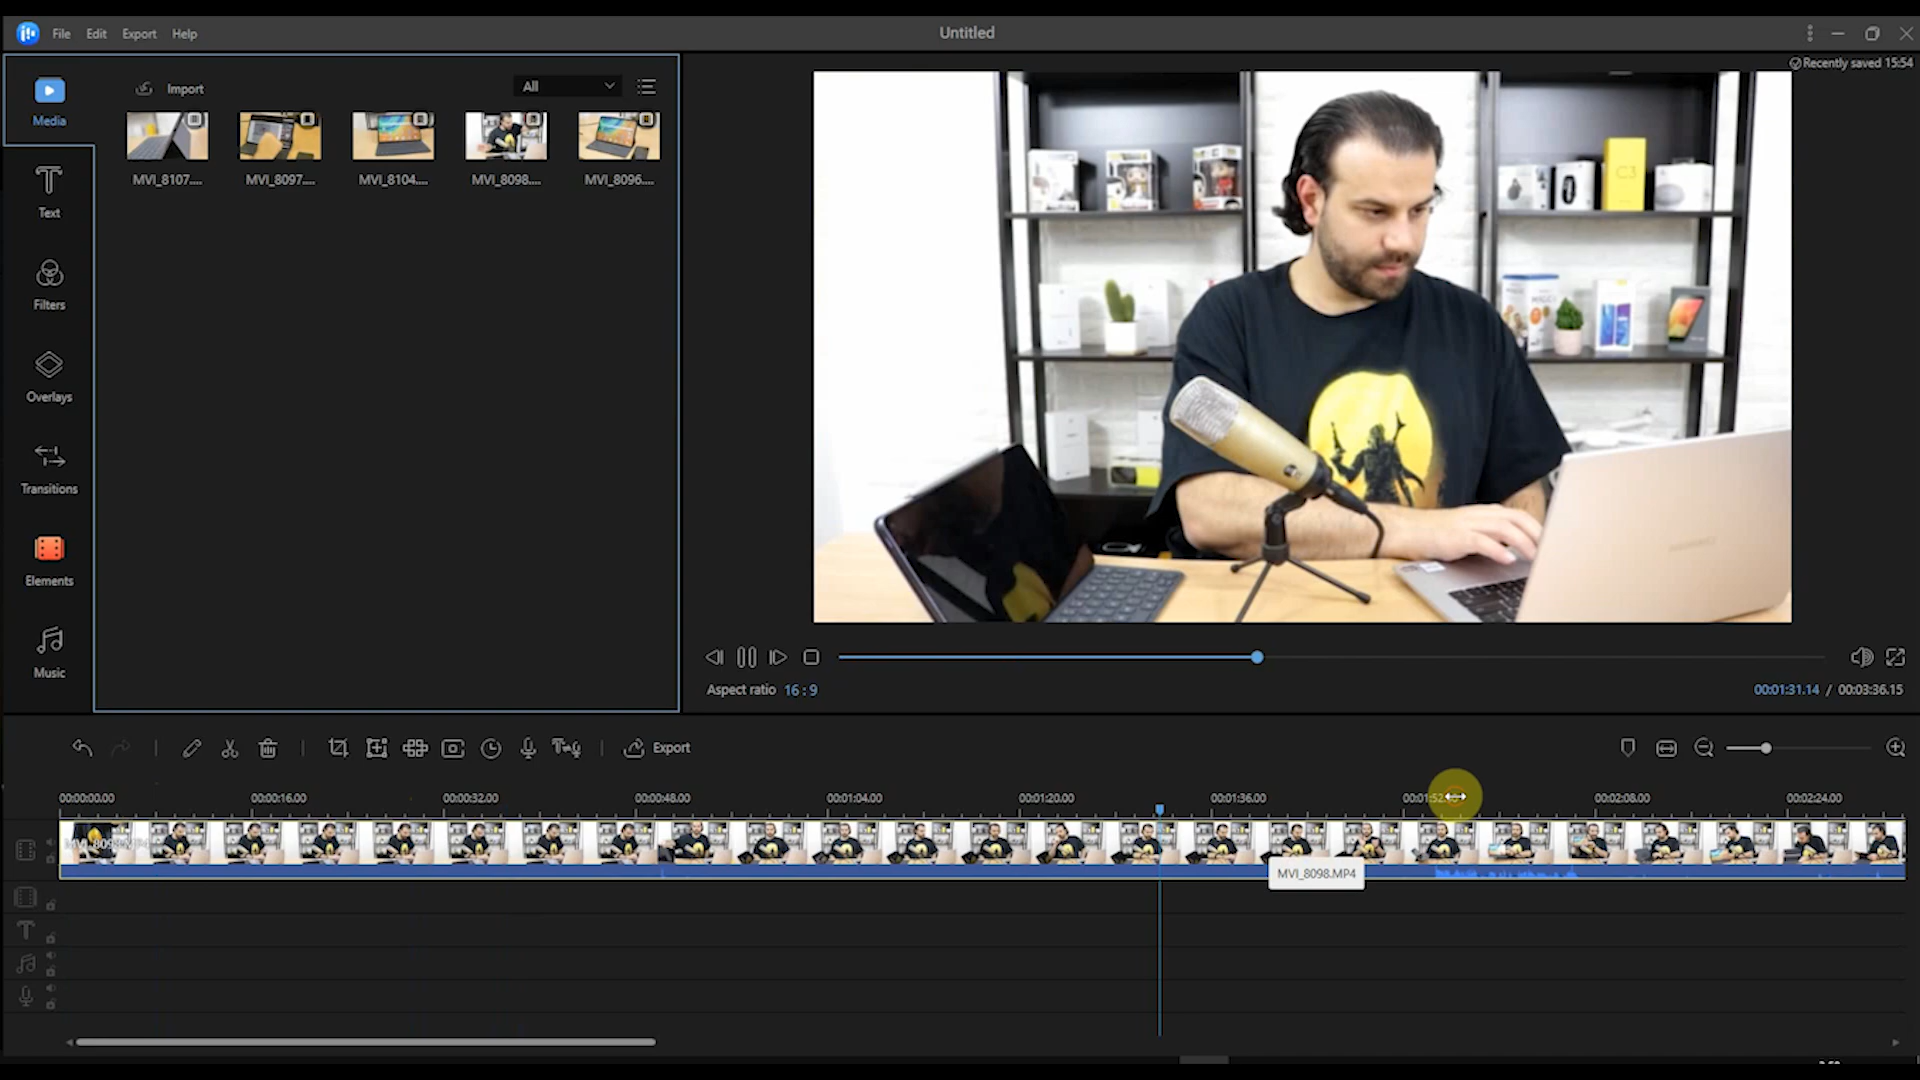 File Edit Export Help
Untitled
Recently saved 15:54
Media
Import
All
MVI_8107....
MVI_8097....
MVI_8104....
MVI_8098....
MVI_8096....
Text
Filters
Overlays
Transitions
Elements
Music
C3
Aspect ratio 16 : 9
00:01:31.14 / 00:03:36.15
Export
00:00:00.00
00:00:16.00
00:00:32.00
00:00:48.00
00:01:04.00
00:01:20.00
00:01:36.00
00:02:08.00
00:02:24.00
MVI_8098.MP4
MVI_8098.MP4